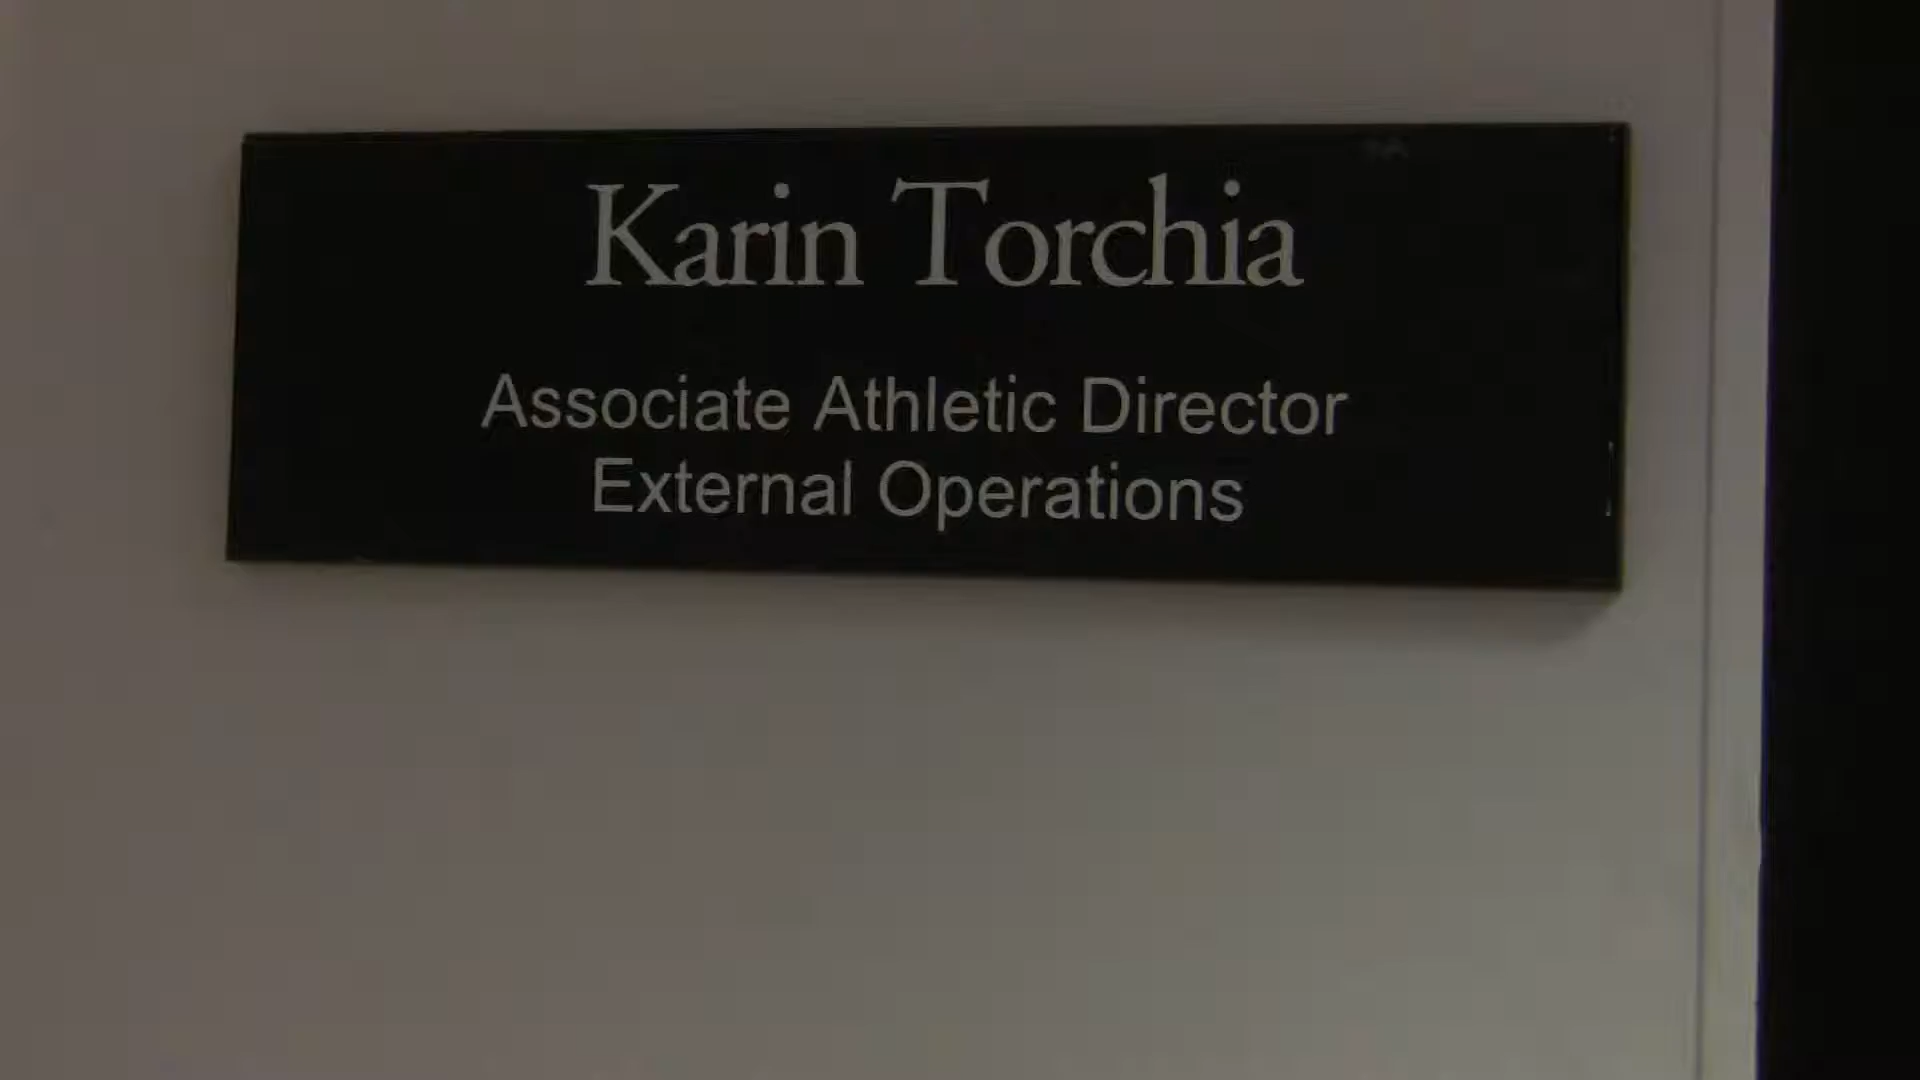 Karin Torchia
Associate Athletic Director
External Operations